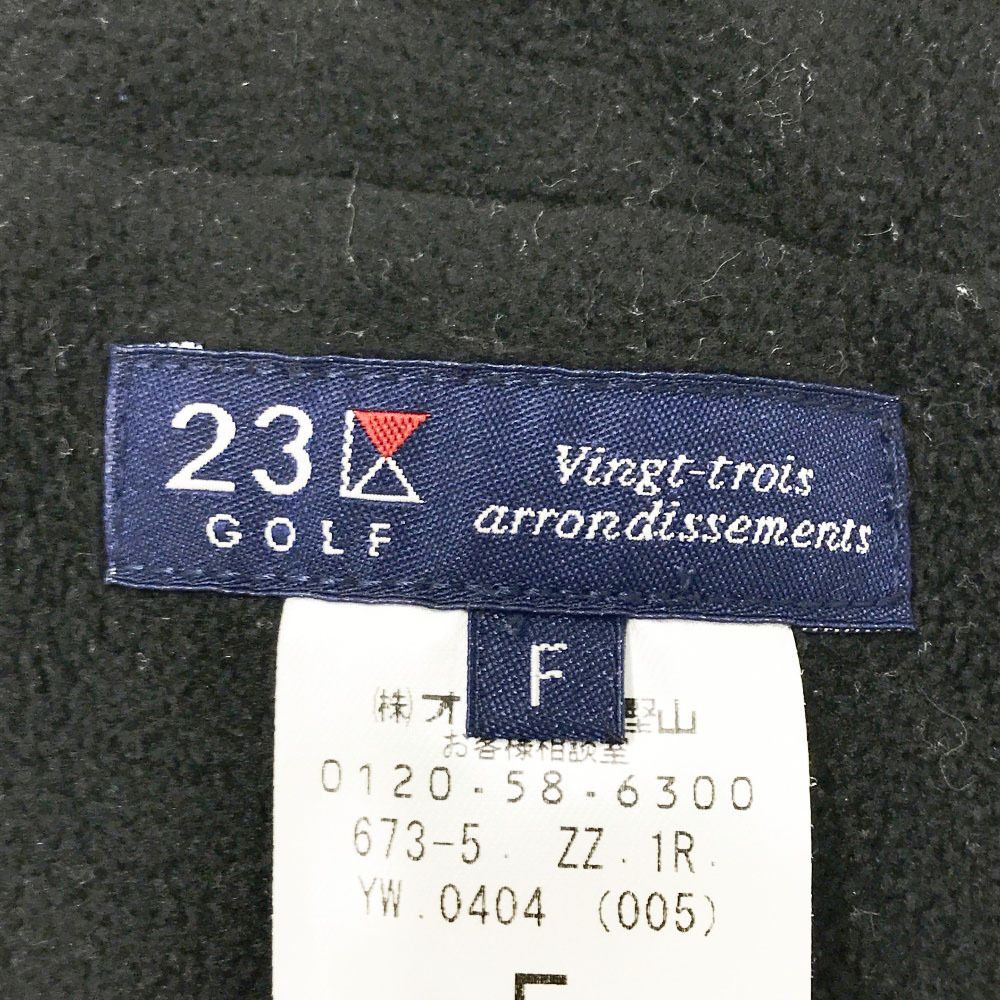 23
GOLF
Vingt-trois
arrondissements
F
(株)オ 山
お客様相談室
0120-58-6300
673-5. ZZ. 1R.
YW.0404 (005)